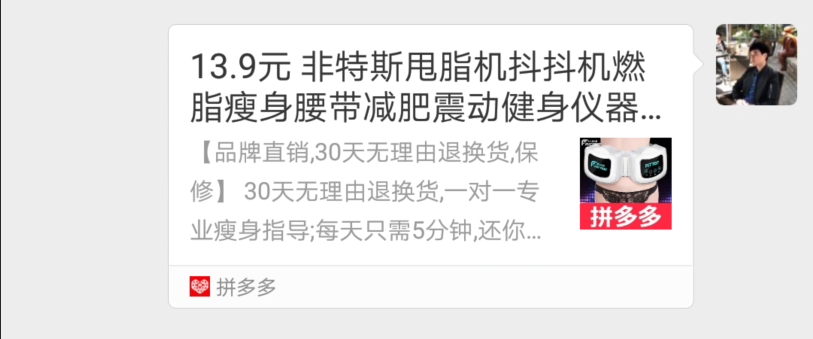 13.9元 非特斯甩脂机抖抖机燃
脂瘦身腰带减肥震动健身仪器...
【品牌直销,30天无理由退换货,保
修】 30天无理由退换货,一对一专
业瘦身指导;每天只需5分钟,还你...
拼多多
拼多多